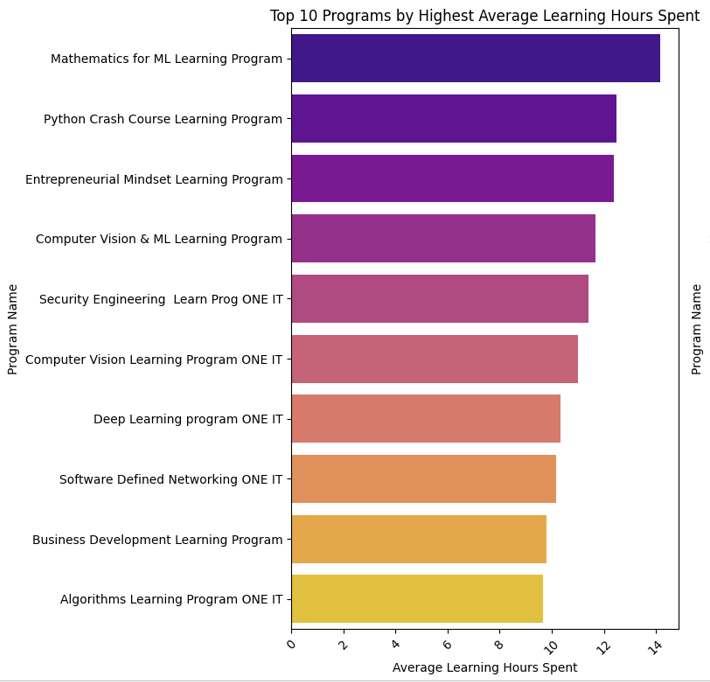 Top 10 Programs by Highest Average Learning Hours Spent
Program Name
Mathematics for ML Learning Program
Python Crash Course Learning Program
Entrepreneurial Mindset Learning Program
Computer Vision & ML Learning Program
Security Engineering  Learn Prog ONE IT
Computer Vision Learning Program ONE IT
Deep Learning program ONE IT
Software Defined Networking ONE IT
Business Development Learning Program
Algorithms Learning Program ONE IT
Program Name
0 2 4 6 8 10 12 14
Average Learning Hours Spent